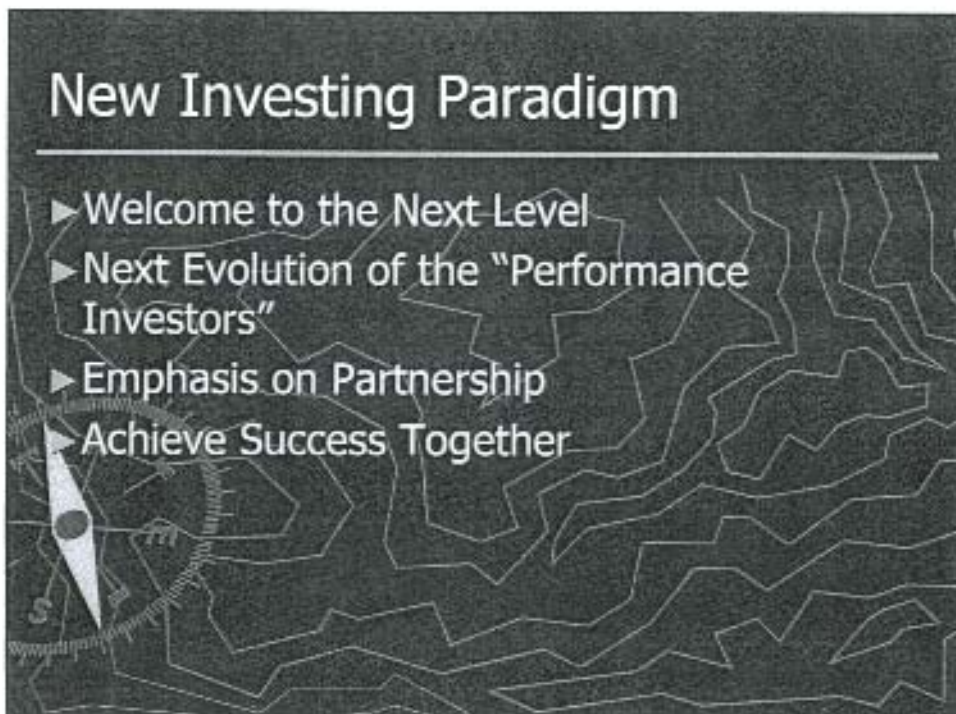 New Investing Paradigm
►Welcome to the Next Level
►Next Evolution of the “Performance
Investors”
►Emphasis on Partnership
►Achieve Success Together
E
S